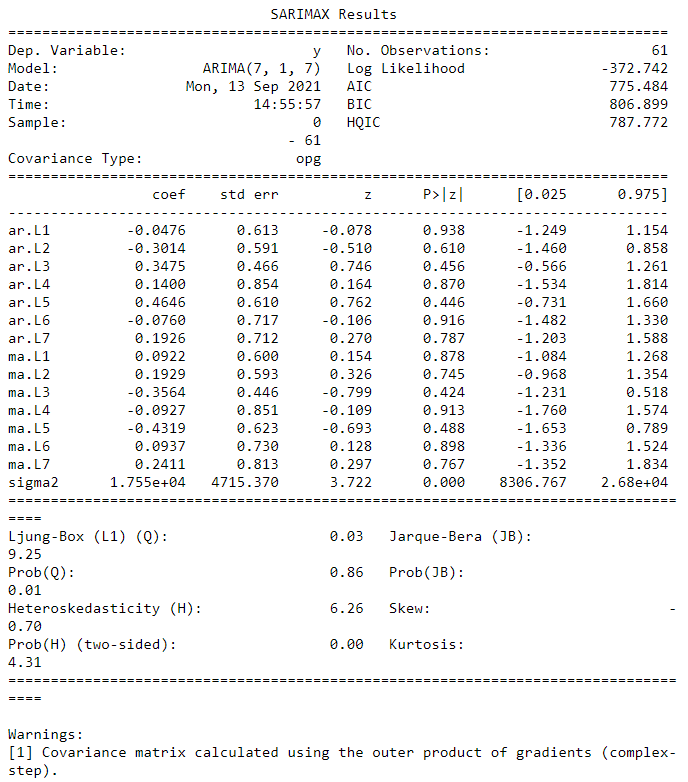 SARIMAX Results
==============================================================================
Dep. Variable:                      y   No. Observations:                   61
Model:                 ARIMA(7, 1, 7)   Log Likelihood                -372.742
Date:                Mon, 13 Sep 2021   AIC                            775.484
Time:                        14:55:57   BIC                            806.899
Sample:                             0   HQIC                           787.772
                                 - 61
Covariance Type:                  opg
==============================================================================
                 coef    std err          z      P>|z|      [0.025      0.975]
------------------------------------------------------------------------------
ar.L1         -0.0476      0.613     -0.078      0.938      -1.249       1.154
ar.L2         -0.3014      0.591     -0.510      0.610      -1.460       0.858
ar.L3          0.3475      0.466      0.746      0.456      -0.566       1.261
ar.L4          0.1400      0.854      0.164      0.870      -1.534       1.814
ar.L5          0.4646      0.610      0.762      0.446      -0.731       1.660
ar.L6         -0.0760      0.717     -0.106      0.916      -1.482       1.330
ar.L7          0.1926      0.712      0.270      0.787      -1.203       1.588
ma.L1          0.0922      0.600      0.154      0.878      -1.084       1.268
ma.L2          0.1929      0.593      0.326      0.745      -0.968       1.354
ma.L3         -0.3564      0.446     -0.799      0.424      -1.231       0.518
ma.L4         -0.0927      0.851     -0.109      0.913      -1.760       1.574
ma.L5         -0.4319      0.623     -0.693      0.488      -1.653       0.789
ma.L6          0.0937      0.730      0.128      0.898      -1.336       1.524
ma.L7          0.2411      0.813      0.297      0.767      -1.352       1.834
sigma2      1.755e+04   4715.370      3.722      0.000    8306.767    2.68e+04
===============================================================================
====
Ljung-Box (L1) (Q):                   0.03   Jarque-Bera (JB):
9.25
Prob(Q):                              0.86   Prob(JB):
0.01
Heteroskedasticity (H):               6.26   Skew:                            -
0.70
Prob(H) (two-sided):                  0.00   Kurtosis:
4.31
===============================================================================
====

Warnings:
[1] Covariance matrix calculated using the outer product of gradients (complex-
step).